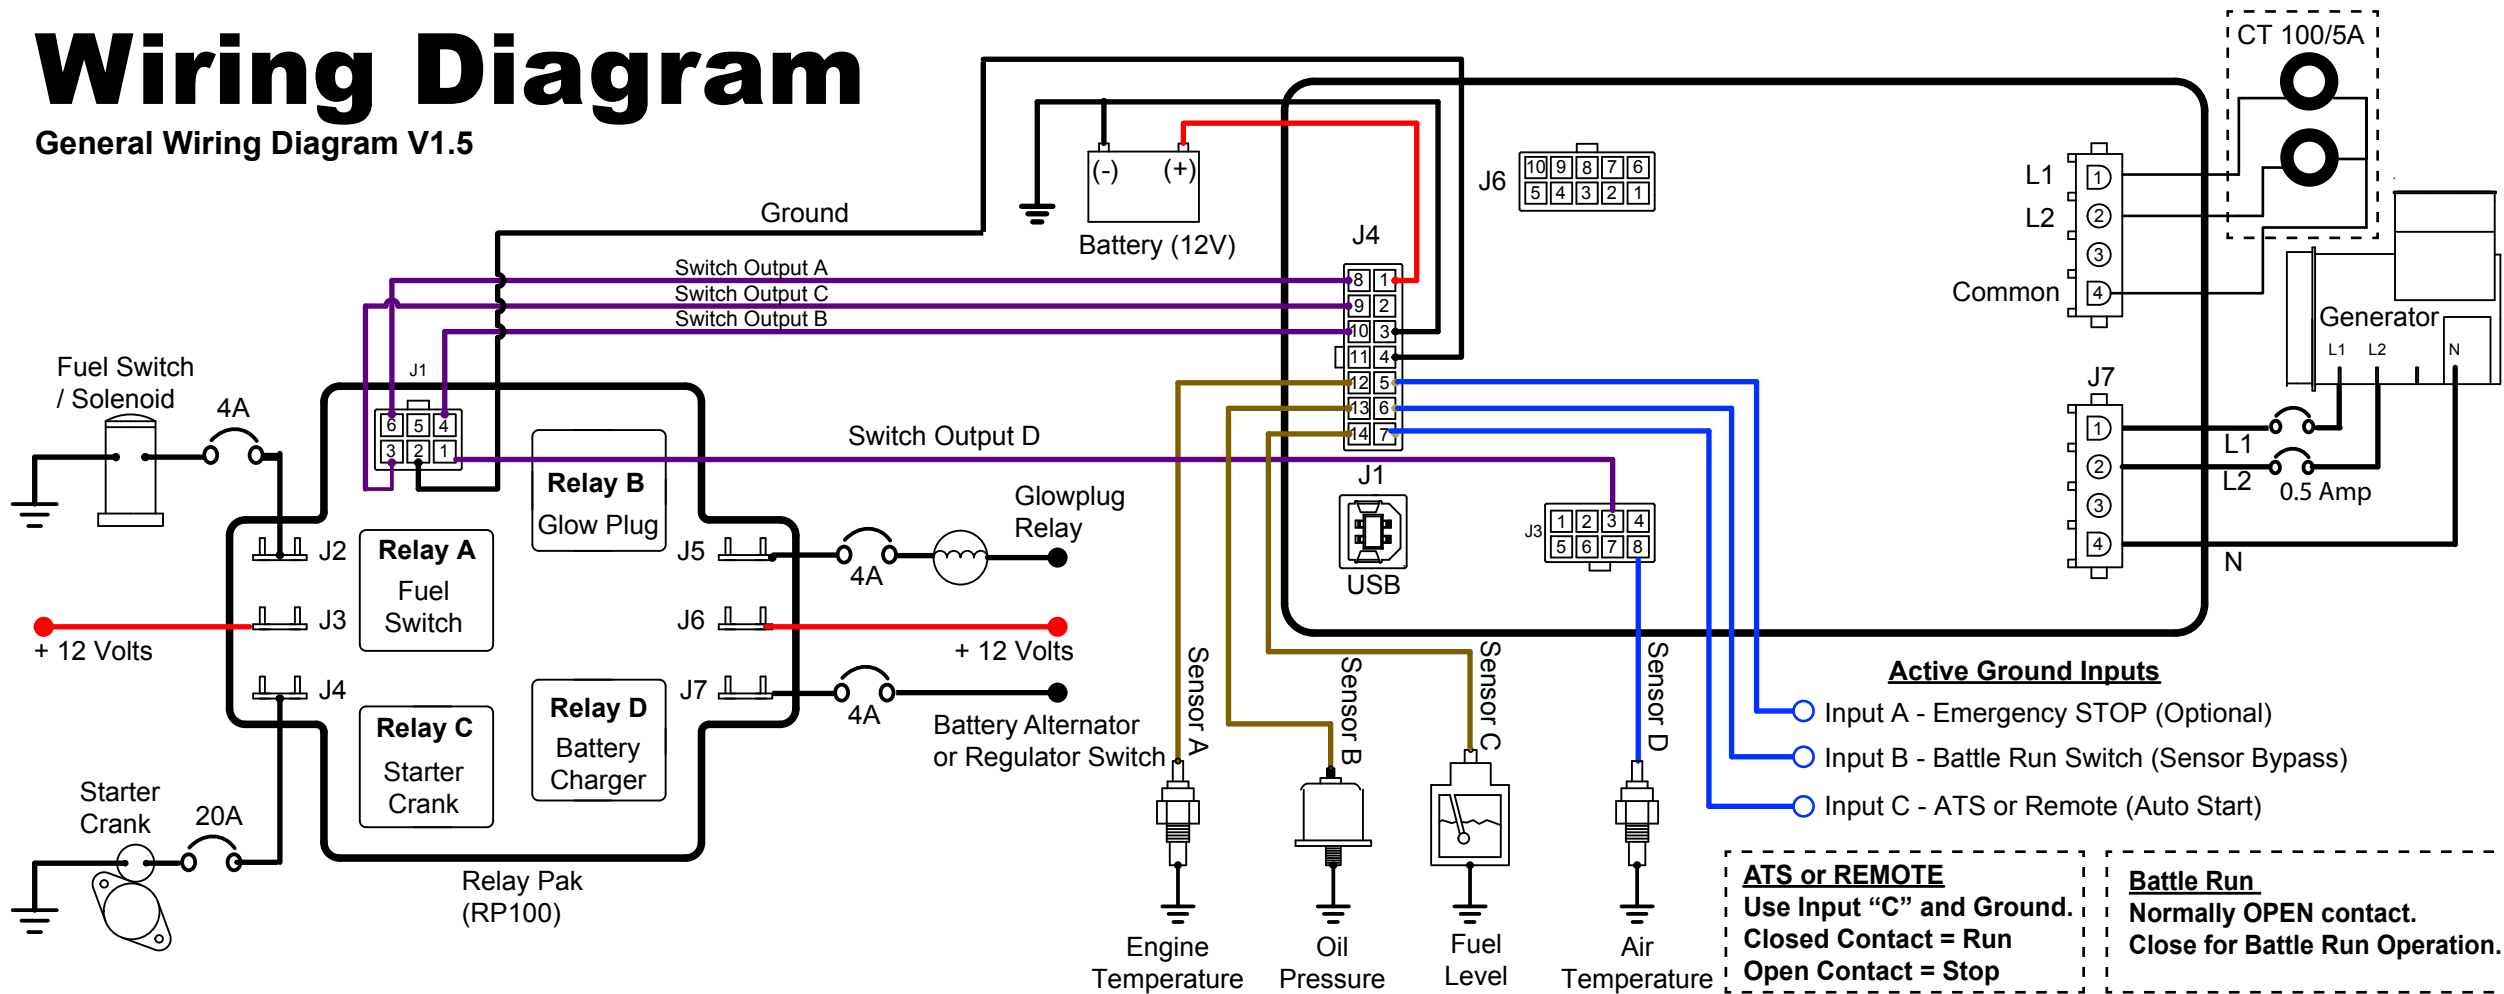 Wiring Diagram
General Wiring Diagram V1.5
CT 100/5A
(-)
(+)
Battery (12V)
Ground
Switch Output A
Switch Output C
Switch Output B
J4
8 1
9 2
10 3
11 4
12 5
13 6
14 7
J6
10 9 8 7 6
5 4 3 2 1
L1
L2
Common
1
2
3
4
Generator
L1 L2 N
J7
1
2
3
4
L1
L2
0.5 Amp
N
Fuel Switch
/ Solenoid
4A
J1
6 5 4
3 2 1
Switch Output D
Relay B
Glow Plug
Relay A
Fuel
Switch
Relay C
Starter
Crank
Relay D
Battery
Charger
J2
J3
J4
J5
J6
J7
+ 12 Volts
Glowplug
Relay
4A
+ 12 Volts
4A
Battery Alternator
or Regulator Switch
Starter
Crank
20A
Relay Pak
(RP100)
J1
USB
J3
1 2 3 4
5 6 7 8
Sensor A
Sensor B
Sensor C
Sensor D
Engine
Temperature
Oil
Pressure
Fuel
Level
Air
Temperature
Active Ground Inputs
Input A - Emergency STOP (Optional)
Input B - Battle Run Switch (Sensor Bypass)
Input C - ATS or Remote (Auto Start)
ATS or REMOTE
Use Input “C” and Ground.
Closed Contact = Run
Open Contact = Stop
Battle Run
Normally OPEN contact.
Close for Battle Run Operation.